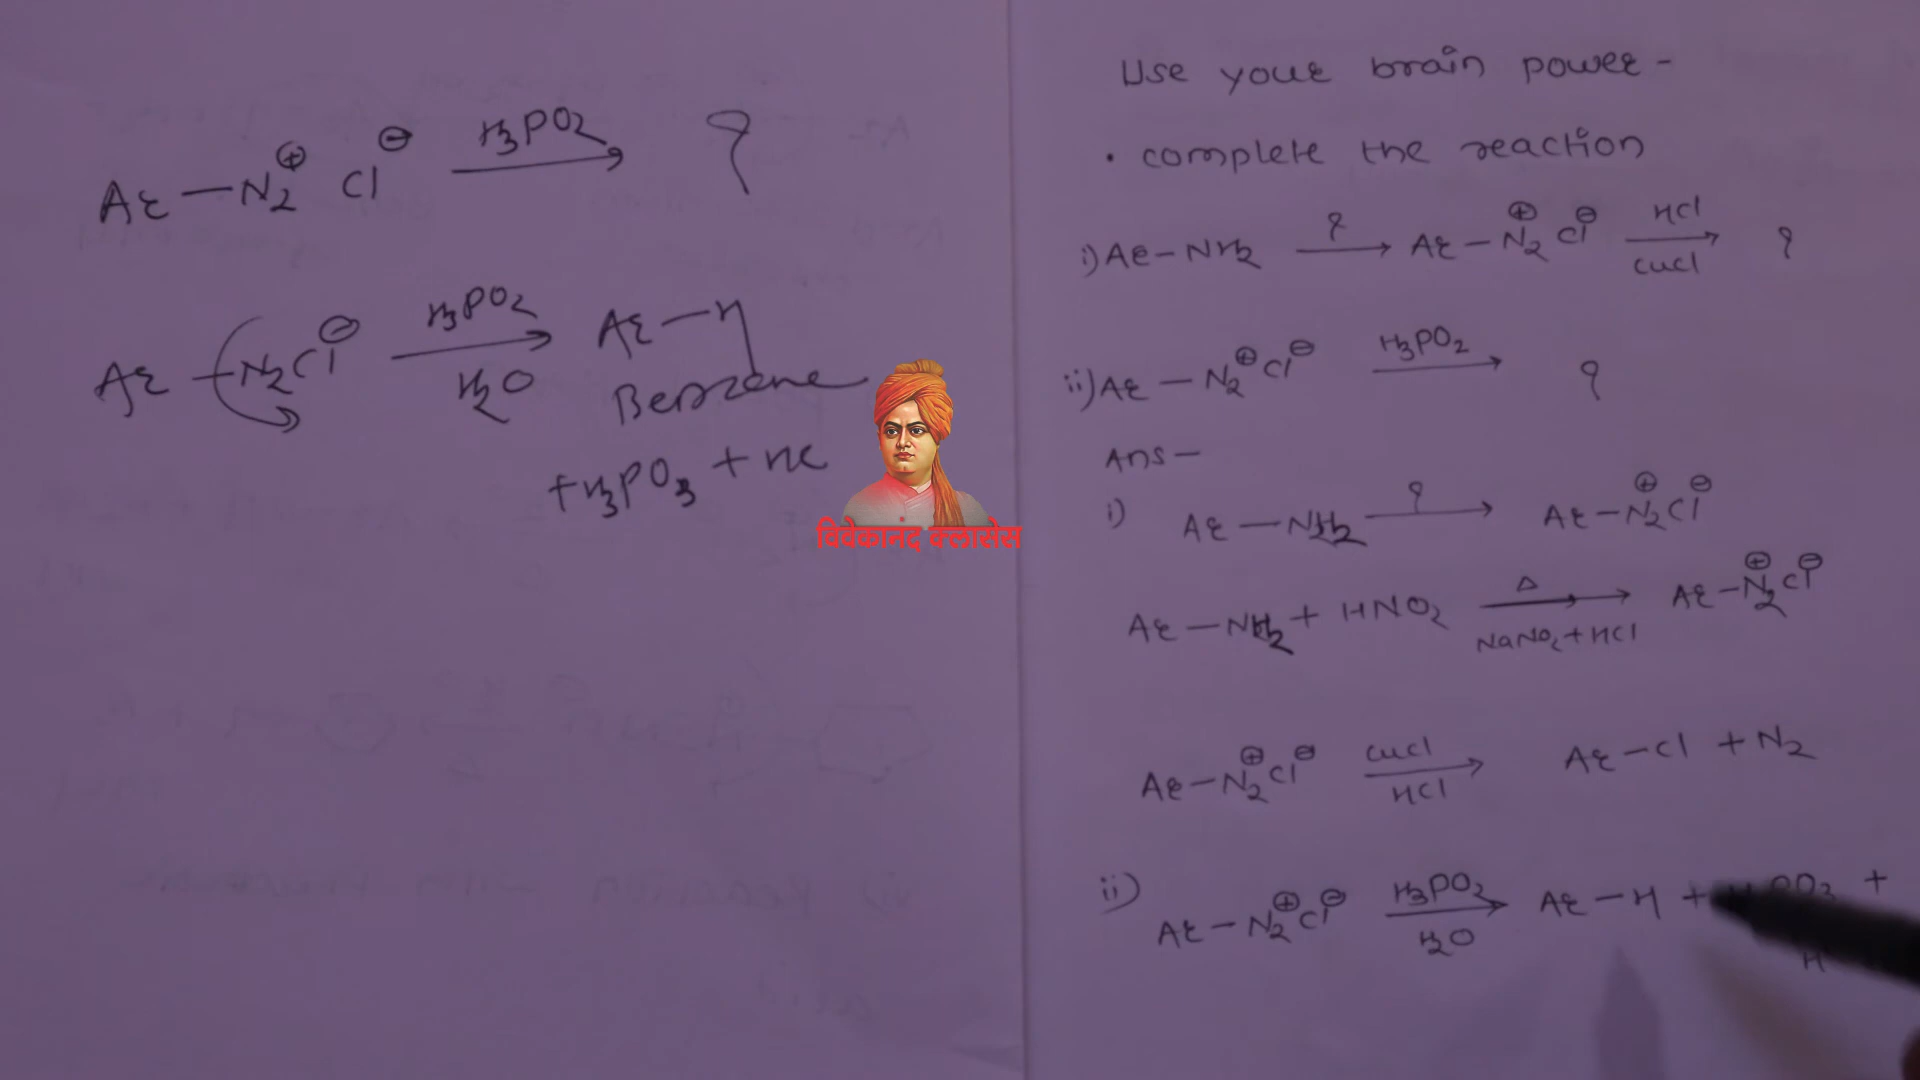 Ar — N₂⊕ Cl⊖ H₃PO₂ → ?
Ar — N₂Cl⊖ H₃PO₂ / H₂O → Ar — H
Benzene
+ H₃PO₃ +
विवेकानंद क्लासेस
Use your brain power -
• complete the reaction
i) Ar - NH₂ ? → Ar - N₂⊕ Cl⊖ HCl / CuCl → ?
ii) Ar - N₂⊕ Cl⊖ H₃PO₂ → ?
Ans -
i) Ar - NH₂ ? → Ar - N₂⊕ Cl⊖
Ar - NH₂ + HNO₂ Δ / NaNO₂ + HCl → Ar - N₂⊕ Cl⊖
Ar - N₂⊕ Cl⊖ CuCl / HCl → Ar - Cl + N₂
ii) Ar - N₂⊕ Cl⊖ H₃PO₂ / H₂O → Ar - H + +